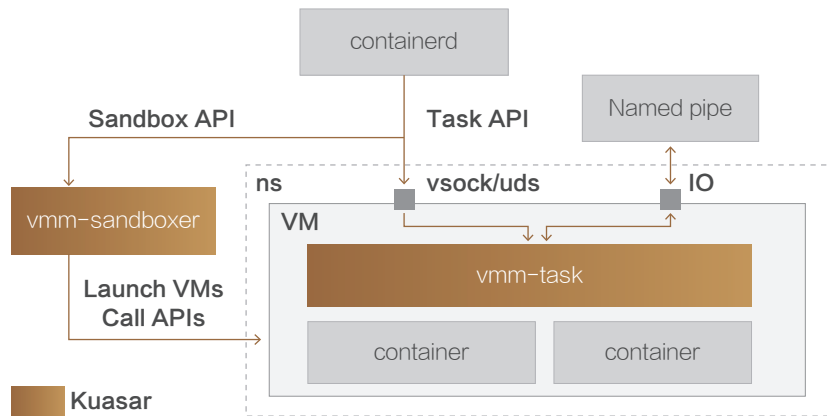 containerd
Sandbox API
Task API
Named pipe
ns
vsock/uds
IO
vmm-sandboxer
VM
vmm-task
Launch VMs
Call APIs
container
container
Kuasar